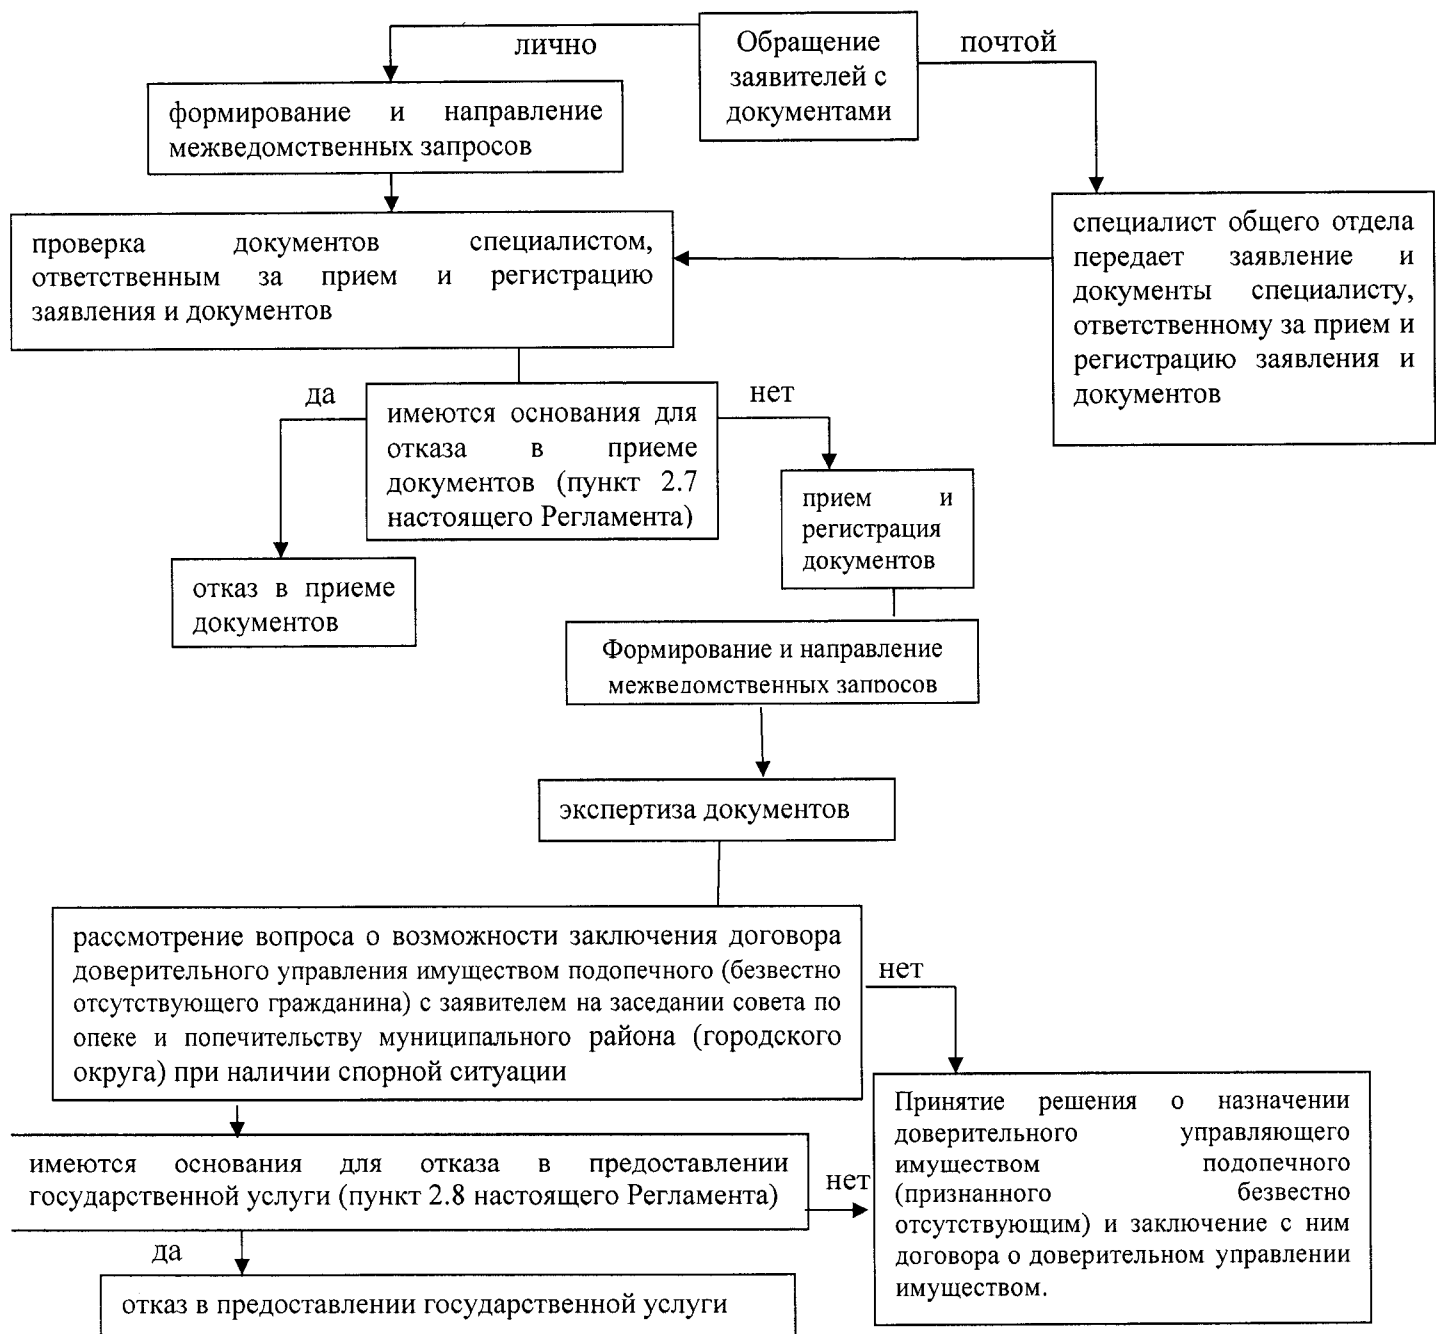 лично
Обращение
заявителей с
документами
почтой
формирование и направление
межведомственных запросов
проверка документов специалистом,
ответственным за прием и регистрацию
заявления и документов
специалист общего отдела
передает заявление и
документы специалисту,
ответственному за прием и
регистрацию заявления и
документов
да
имеются основания для
отказа в приеме
документов (пункт 2.7
настоящего Регламента)
нет
прием и
регистрация
документов
отказ в приеме
документов
Формирование и направление
межведомственных запросов
экспертиза документов
рассмотрение вопроса о возможности заключения договора
доверительного управления имуществом подопечного (безвестно
отсутствующего гражданина) с заявителем на заседании совета по
опеке и попечительству муниципального района (городского
округа) при наличии спорной ситуации
нет
Принятие решения о назначении
доверительного управляющего
имуществом подопечного
(признанного безвестно
отсутствующим) и заключение с ним
договора о доверительном управлении
имуществом.
имеются основания для отказа в предоставлении
государственной услуги (пункт 2.8 настоящего Регламента)
нет
да
отказ в предоставлении государственной услуги